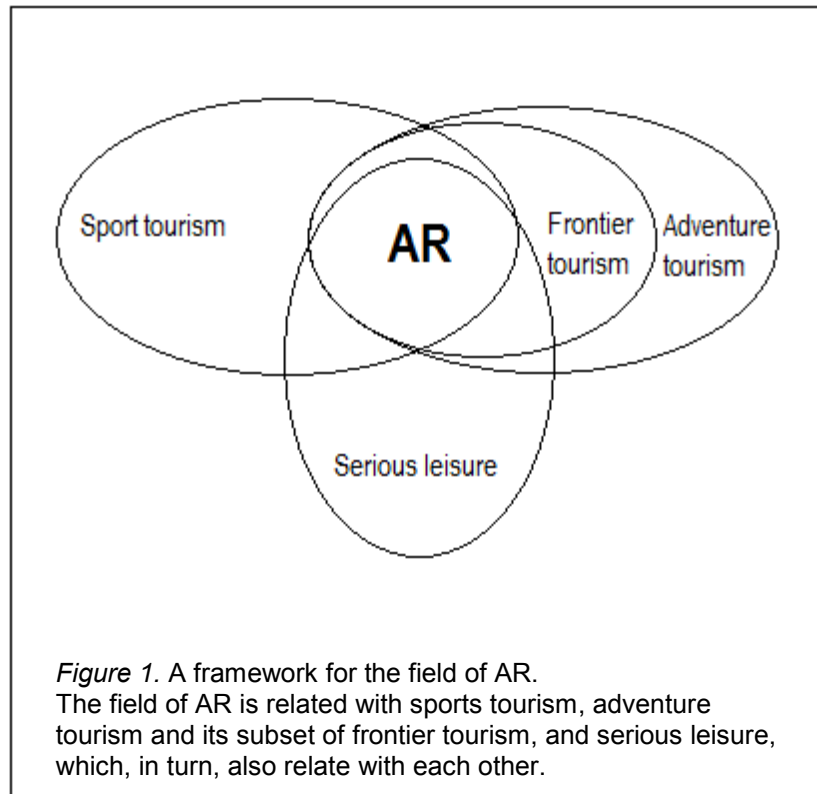 Sport tourism
AR
Frontier
tourism
Adventure
tourism
Serious leisure
Figure 1. A framework for the field of AR.
The field of AR is related with sports tourism, adventure
tourism and its subset of frontier tourism, and serious leisure,
which, in turn, also relate with each other.